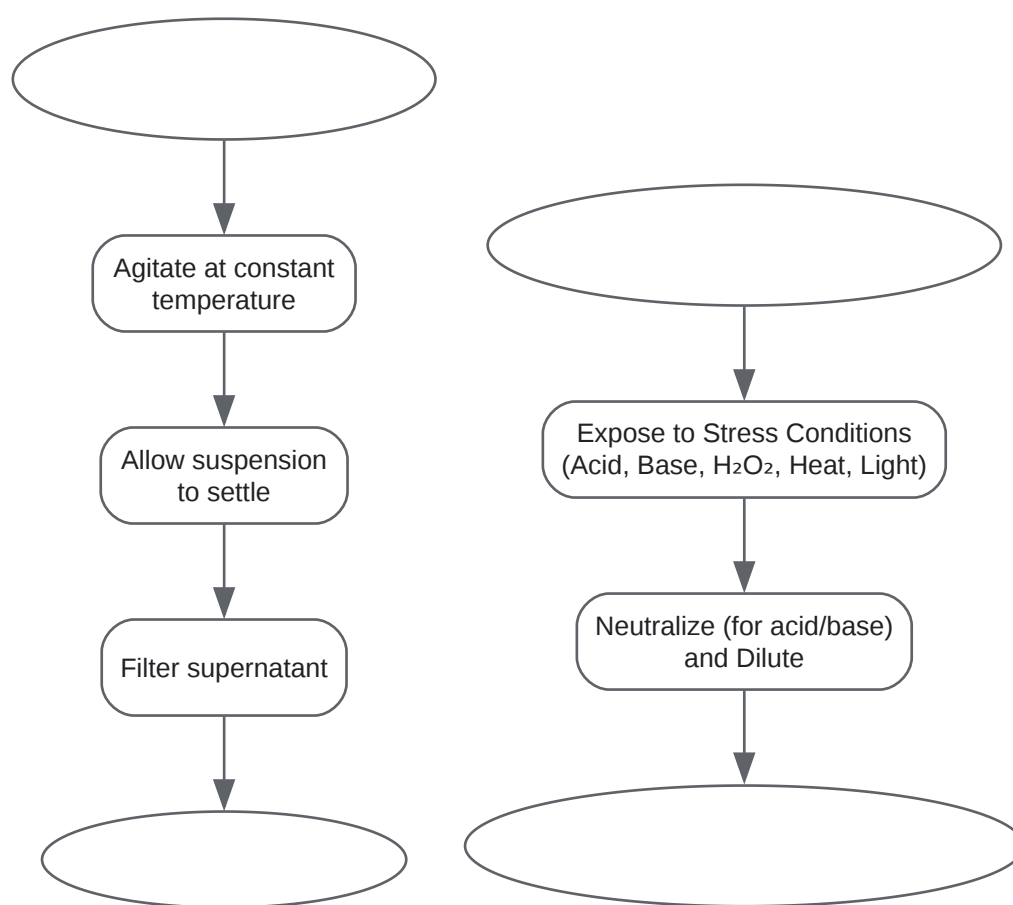 Agitate at constant
temperature
Allow suspension
to settle
Filter supernatant
Expose to Stress Conditions
(Acid, Base, H₂O₂, Heat, Light)
Neutralize (for acid/base)
and Dilute